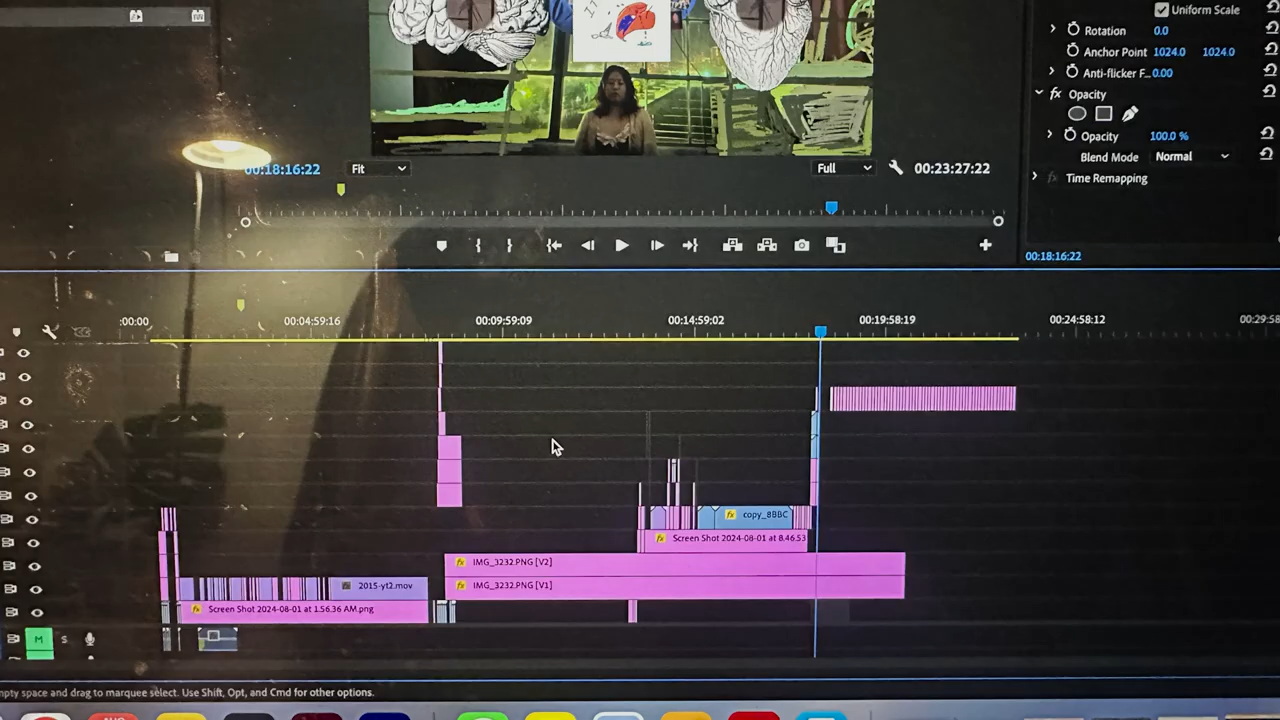 Uniform Scale
Rotation 0.0
Anchor Point 1024.0 1024.0
Anti-flicker F... 0.00
fx Opacity
Opacity 100.0 %
Blend Mode Normal
fx Time Remapping
00:18:16:22 Fit Full 00:23:27:22
00:18:16:22
:00:00 00:04:59:16 00:09:59:09 00:14:59:02 00:19:58:19 00:24:58:12 00:29:58
fx copy_8BBC
fx Screen Shot 2024-08-01 at 8.46.53
fx IMG_3232.PNG [V2]
fx IMG_3232.PNG [V1]
2015-yt2.mov
fx Screen Shot 2024-08-01 at 1.56.36 AM.png
M S
mpty space and drag to marquee select. Use Shift, Opt, and Cmd for other options.